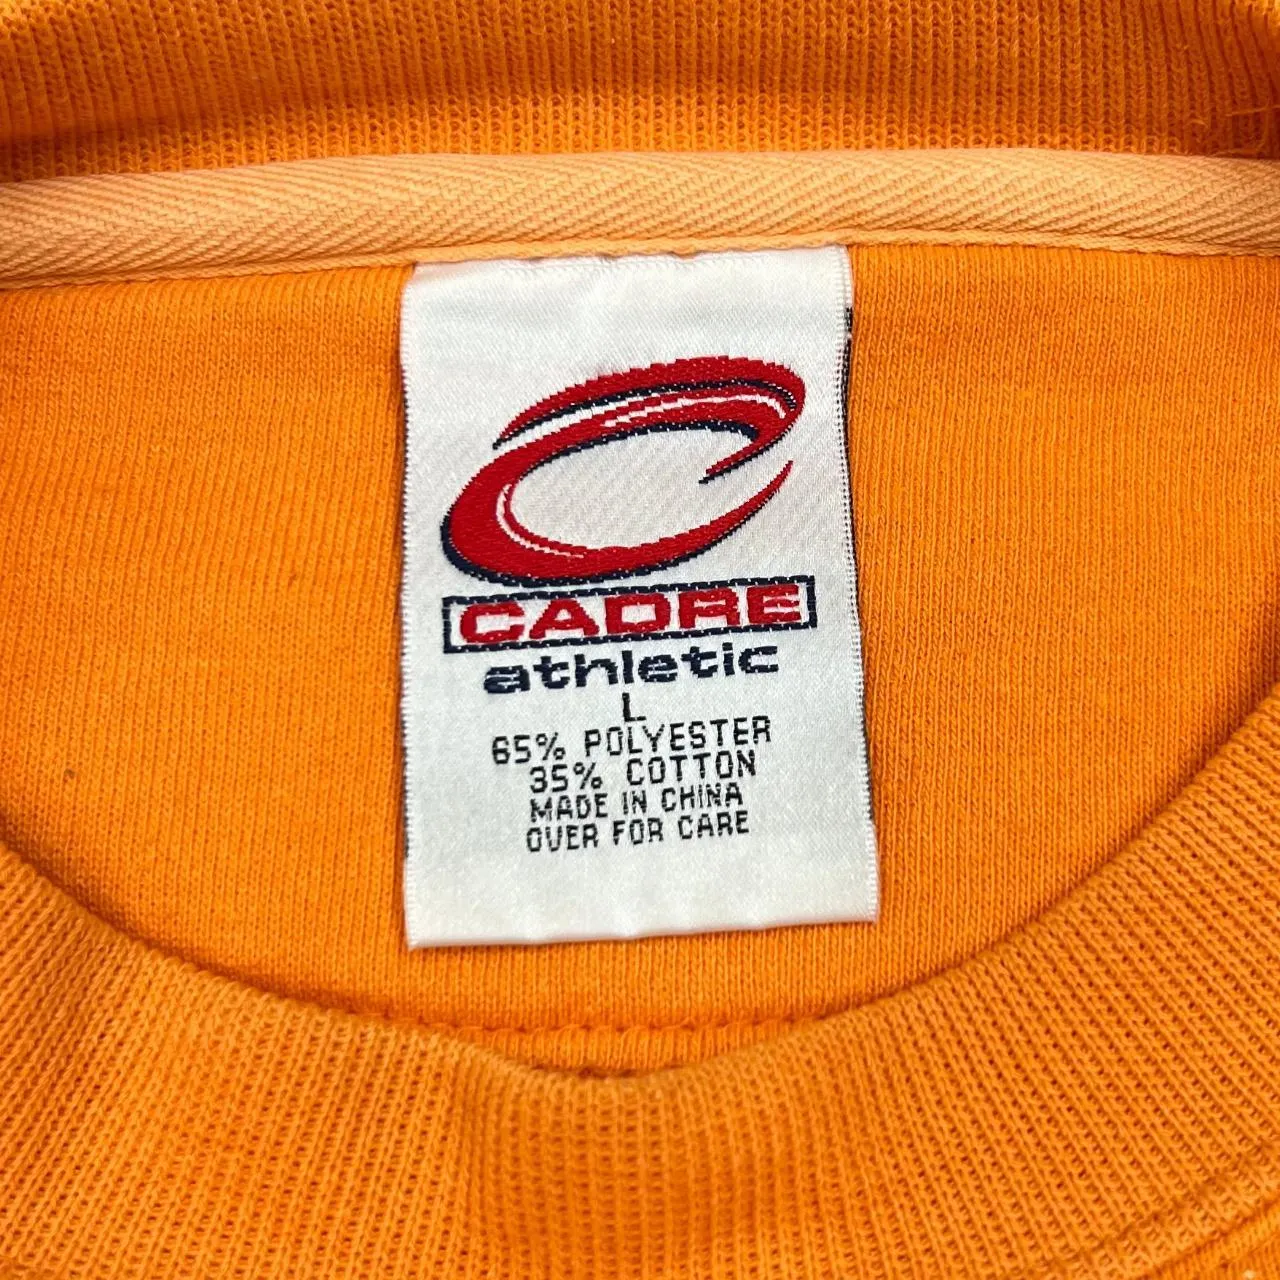 CADRE
athletic
L
65% POLYESTER
35% COTTON
MADE IN CHINA
OVER FOR CARE